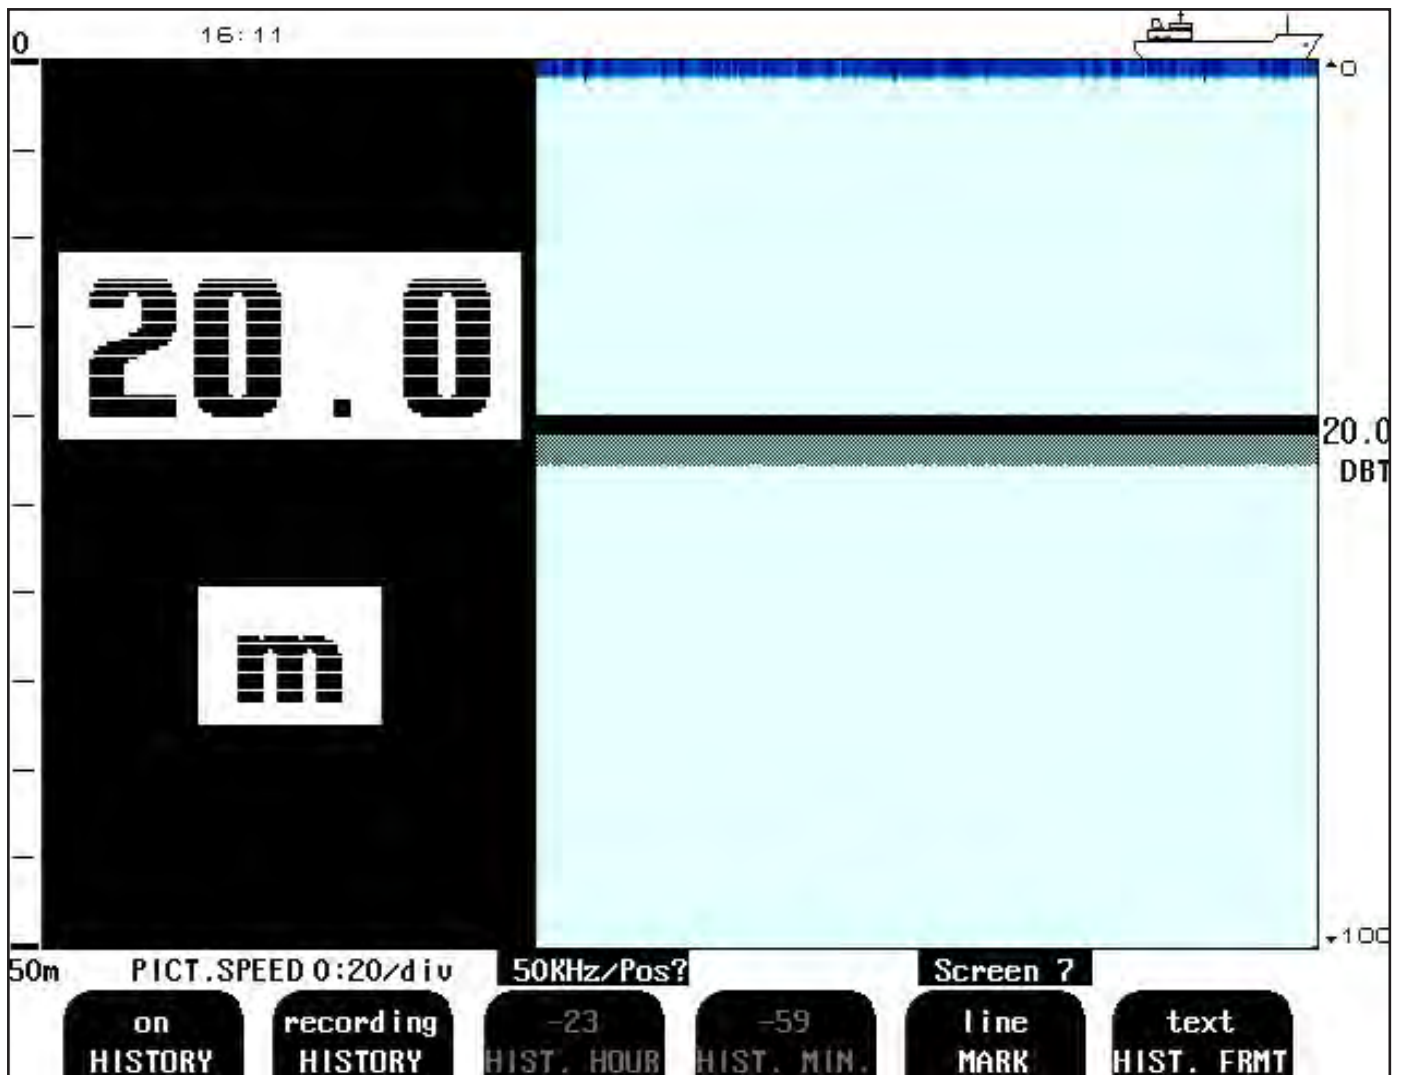 0
16:11
0
20.0
20.0
DBT
m
100
50m PICT.SPEED 0:20/div 50KHz/Pos? Screen 7
on recording -23 -59 line text
HISTORY HISTORY HIST. HOUR HIST. MIN. MARK HIST. FRMT